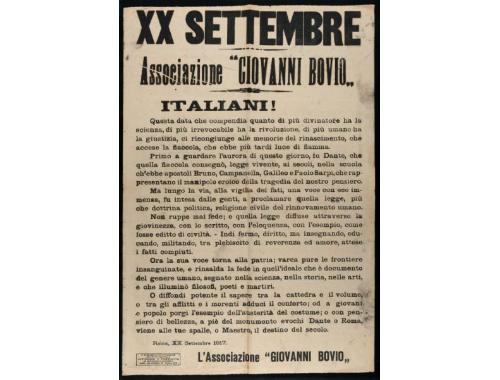 XX SETTEMBRE
Associazione "GIOVANNI BOVIO„
ITALIANI!
Questa data che compendia quanto di più divinatore ha la
scienza, di più irrevocabile ha la rivoluzione, di più umano ha
la giustizia, ci ricongiunge alle memorie del rinascimento, che
accese la fiaccola, che ebbe più tardi luce di fiamma.
Primo a guardare l'aurora di questo giorno, fu Dante, che
quella fiaccola consegnò, legge vivente, ai secoli, nella scuola
ch'ebbe apostoli Bruno, Campanella, Galileo e Paolo Sarpi, che rap-
presentano il manipolo eroico della tragedia del nostro pensiero.
Ma lungo la via, alla vigilia dei fati, una voce con eco im-
mensa, fu intesa dalle genti, a proclamare quella legge, più
che dottrina politica, religione civile del rinnovamento umano.
Non ruppe mai fede; e quella legge diffuse attraverso la
giovinezza, con lo scritto, con l'eloquenza, con l'esempio, come
fosse editto di civiltà. - Indi fermo, diritto, ma insegnando, edu-
cando, militando, tra plebiscito di reverenza ed amore, attese
i fatti compiuti.
Ora la sua voce torna alla patria; varca pure le frontiere
insanguinate, e rinsalda la fede in quell'ideale che è documento
del genere umano, segnato nella scienza, nella storia, nelle arti,
e che illuminò filosofi, poeti e martiri.
O diffondi potente il sapere tra la cattedra e il volume,
o tra gli afflitti e i morenti adduci il conforto; od a giovani
e popolo porgi l'esempio dell'austerità del costume; o con pen-
siero di bellezza, a piè del monumento evochi Dante o Roma,
viene alle tue spalle, o Maestro, il destino del secolo.
Roma, XX Settembre 1917.
L'Associazione "GIOVANNI BOVIO„